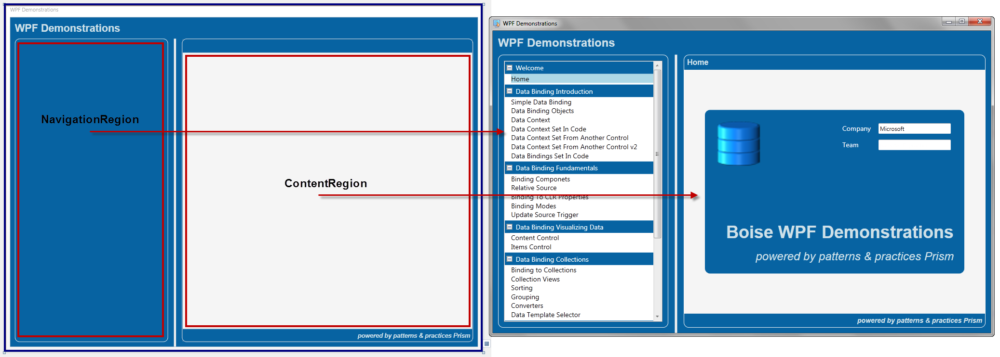 WPF Demonstrations
WPF Demonstrations
NavigationRegion
ContentRegion
powered by patterns & practices Prism
WPF Demonstrations
WPF Demonstrations
Welcome
Home
Data Binding Introduction
Simple Data Binding
Data Binding Objects
Data Context
Data Context Set In Code
Data Context Set From Another Control
Data Context Set From Another Control v2
Data Bindings Set In Code
Data Binding Fundamentals
Binding Componets
Relative Source
Binding To CLR Properties
Binding Modes
Update Source Trigger
Data Binding Visualizing Data
Content Control
Items Control
Data Binding Collections
Binding to Collections
Collection Views
Sorting
Grouping
Converters
Data Template Selector
Home
Company Microsoft
Team
Boise WPF Demonstrations
powered by patterns & practices Prism
powered by patterns & practices Prism